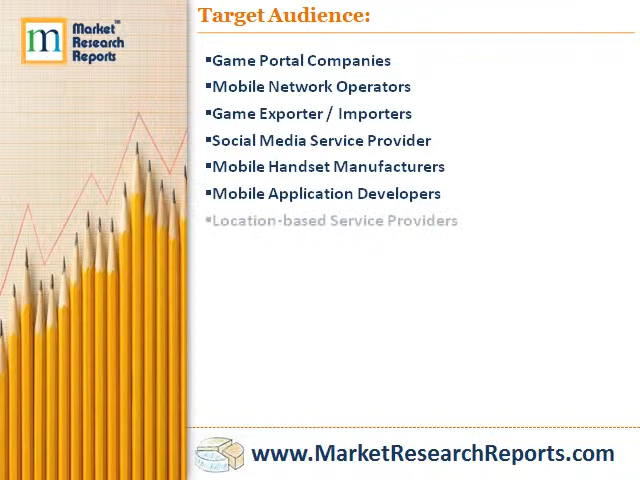 Target Audience:
m
Market™
Research
Reports
▪Game Portal Companies
▪Mobile Network Operators
▪Game Exporter / Importers
▪Social Media Service Provider
▪Mobile Handset Manufacturers
▪Mobile Application Developers
▪Location-based Service Providers
www.MarketResearchReports.com